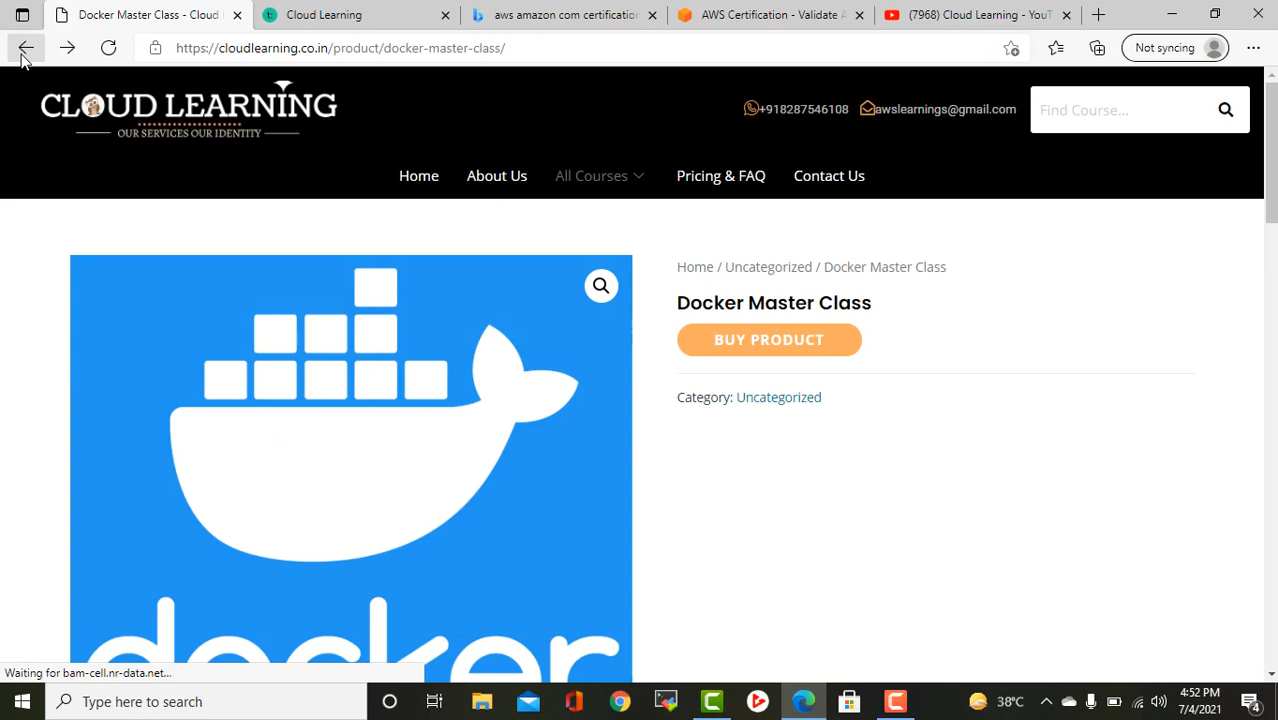 Docker Master Class - Cloud L
Cloud Learning
aws amazon com certification
AWS Certification - Validate A
(7968) Cloud Learning - YouT
https://cloudlearning.co.in/product/docker-master-class/
Not syncing
CLOUD LEARNING
OUR SERVICES OUR IDENTITY
+918287546108
awslearnings@gmail.com
Find Course...
Home
About Us
All Courses
Pricing & FAQ
Contact Us
Home / Uncategorized / Docker Master Class
Docker Master Class
BUY PRODUCT
Category: Uncategorized
docker
Waiting for bam-cell.nr-data.net...
Type here to search
38°C
4:52 PM
7/4/2021
4